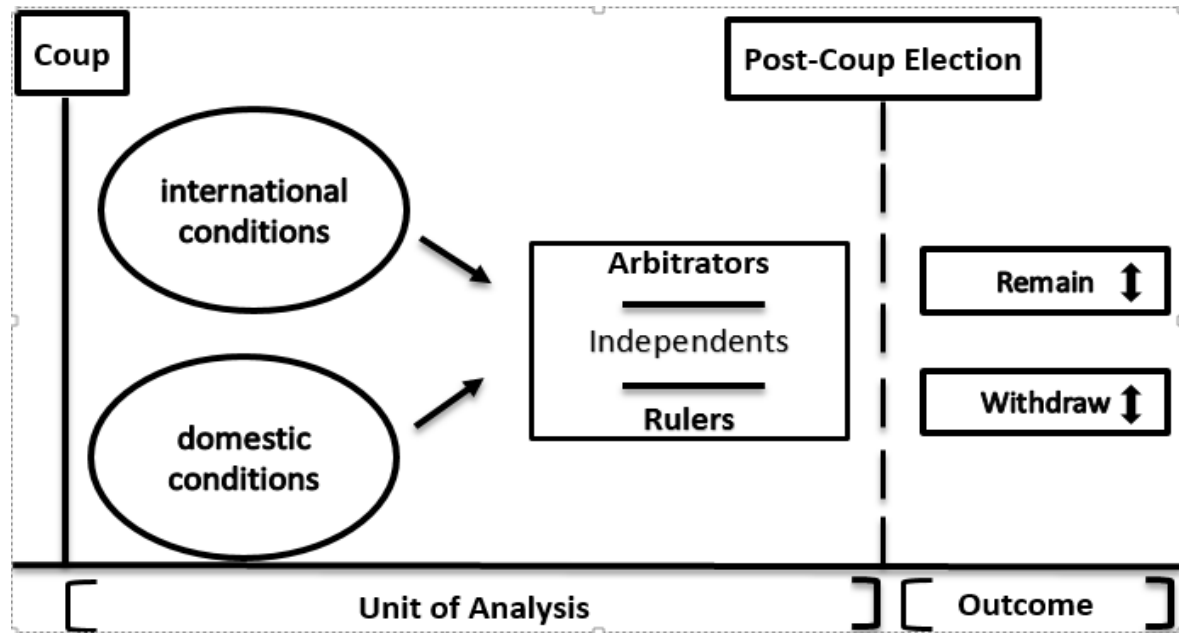 Coup
Post-Coup Election
international
conditions
Arbitrators
Independents
Rulers
Remain
Withdraw
domestic
conditions
Unit of Analysis
Outcome